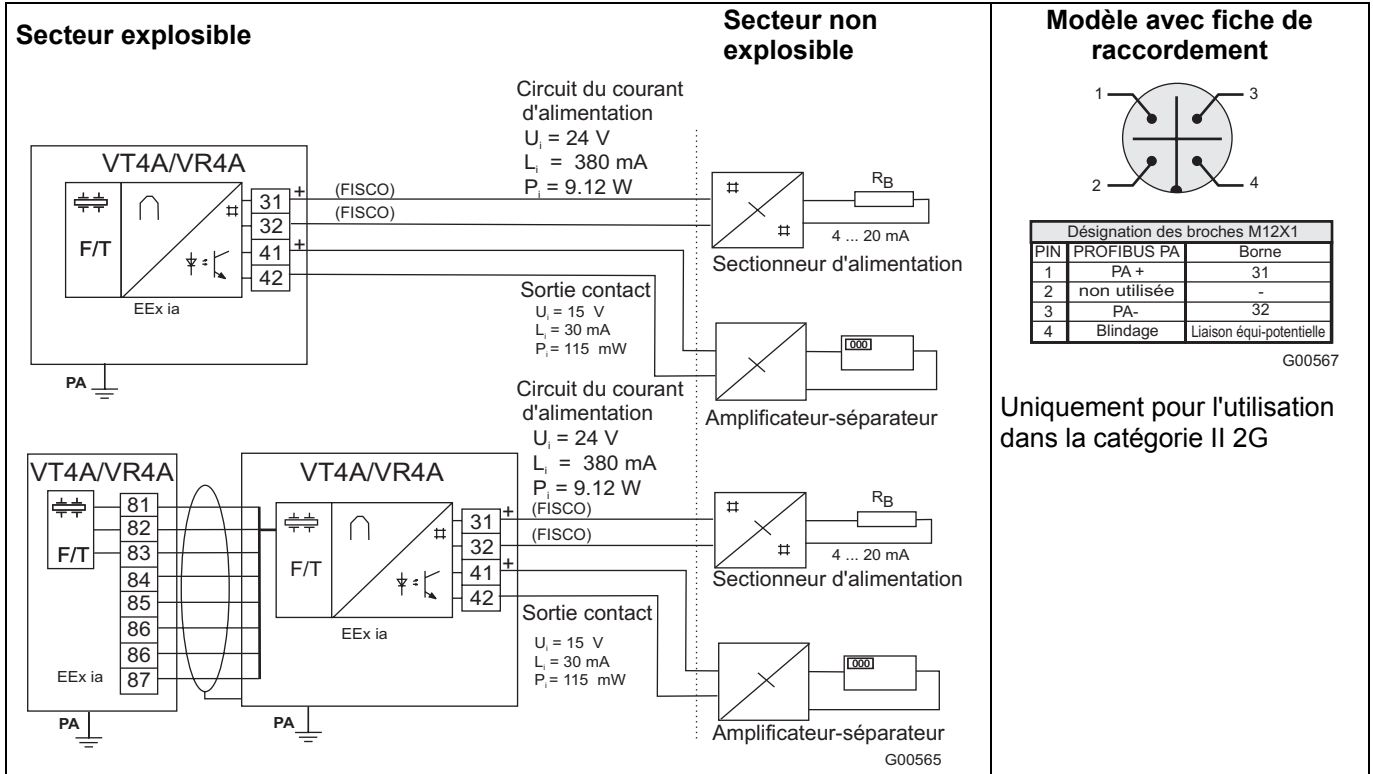 Secteur explosible
Secteur non
explosible
Circuit du courant
d'alimentation
Ui = 24 V
Li = 380 mA
Pi = 9.12 W
VT4A/VR4A
F/T
EEx ia
31
32
41
42
+
+
(FISCO)
(FISCO)
RB
4 ... 20 mA
Sectionneur d'alimentation
Sortie contact
Ui = 15 V
Li = 30 mA
Pi = 115 mW
000
Amplificateur-séparateur
PA
Circuit du courant
d'alimentation
Ui = 24 V
Li = 380 mA
Pi = 9.12 W
VT4A/VR4A
F/T
81
82
83
84
85
86
86
87
EEx ia
PA
VT4A/VR4A
F/T
EEx ia
31
32
41
42
+
+
(FISCO)
(FISCO)
PA
RB
4 ... 20 mA
Sectionneur d'alimentation
Sortie contact
Ui = 15 V
Li = 30 mA
Pi = 115 mW
000
Amplificateur-séparateur
G00565
Modèle avec fiche de
raccordement
1
3
2
4
Désignation des broches M12X1
PIN PROFIBUS PA Borne
1 PA + 31
2 non utilisée -
3 PA- 32
4 Blindage Liaison équi-potentielle
G00567
Uniquement pour l'utilisation
dans la catégorie II 2G